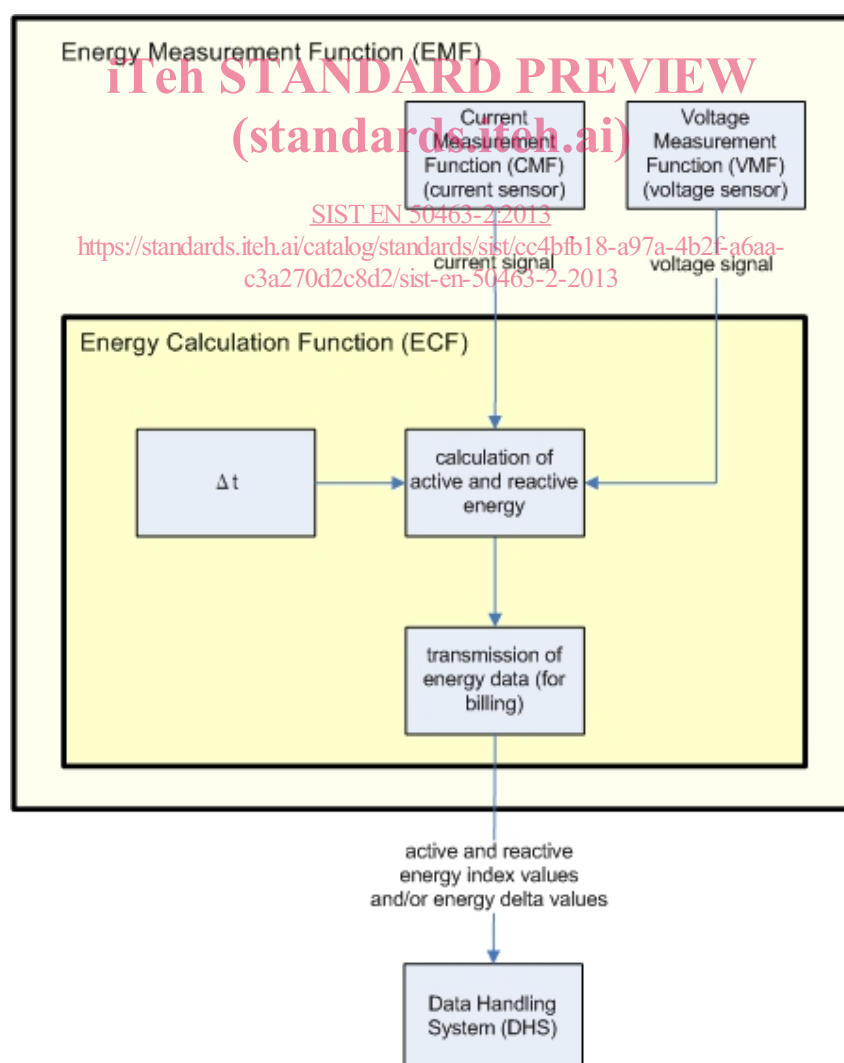 Energy Measurement Function (EMF)
iTeh STANDARD PREVIEW
(standards.iteh.ai)
Current
Measurement
Function (CMF)
(current sensor)
Voltage
Measurement
Function (VMF)
(voltage sensor)
SIST EN 50463-2:2013
https://standards.iteh.ai/catalog/standards/sist/cc4bfb18-a97a-4b2f-a6aa-
c3a270d2c8d2/sist-en-50463-2-2013
current signal
voltage signal
Energy Calculation Function (ECF)
Δ t
calculation of
active and reactive
energy
transmission of
energy data (for
billing)
active and reactive
energy index values
and/or energy delta values
Data Handling
System (DHS)